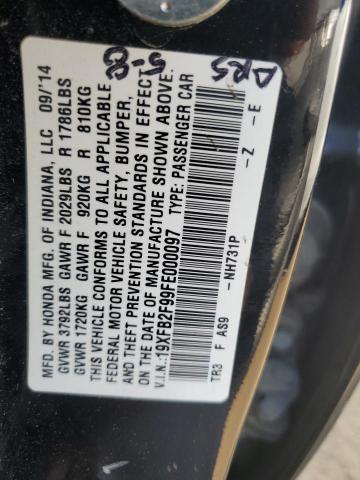 MFD. BY HONDA MFG. OF INDIANA, LLC 09/'14
GVWR 3792LBS GAWR F 2029LBS R 1786LBS
GVWR 1720KG GAWR F 920KG R 810KG
THIS VEHICLE CONFORMS TO ALL APPLICABLE
FEDERAL MOTOR VEHICLE SAFETY, BUMPER,
AND THEFT PREVENTION STANDARDS IN EFFECT
ON THE DATE OF MANUFACTURE SHOWN ABOVE.
V.I.N.: 19XFB2F99FE000097 TYPE: PASSENGER CAR
-NH731P -Z -E
TR3 F AS9
5-8